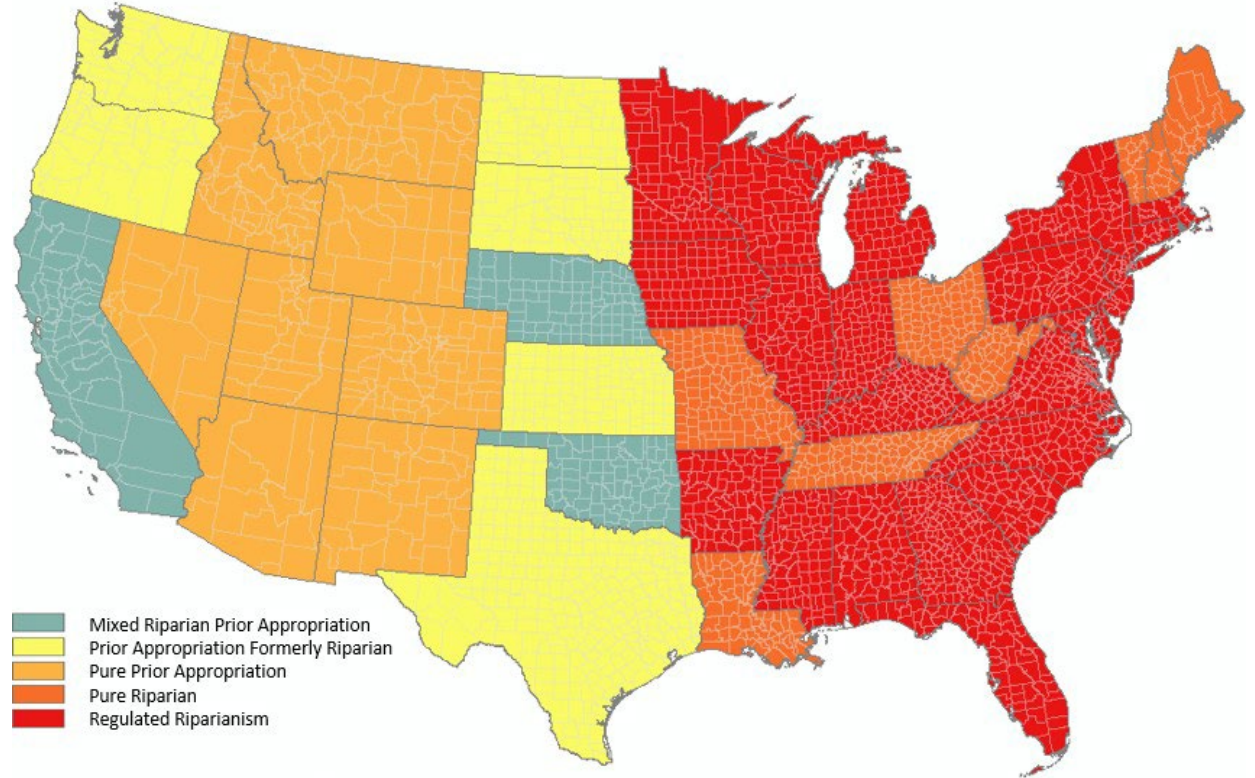 Mixed Riparian Prior Appropriation
Prior Appropriation Formerly Riparian
Pure Prior Appropriation
Pure Riparian
Regulated Riparianism